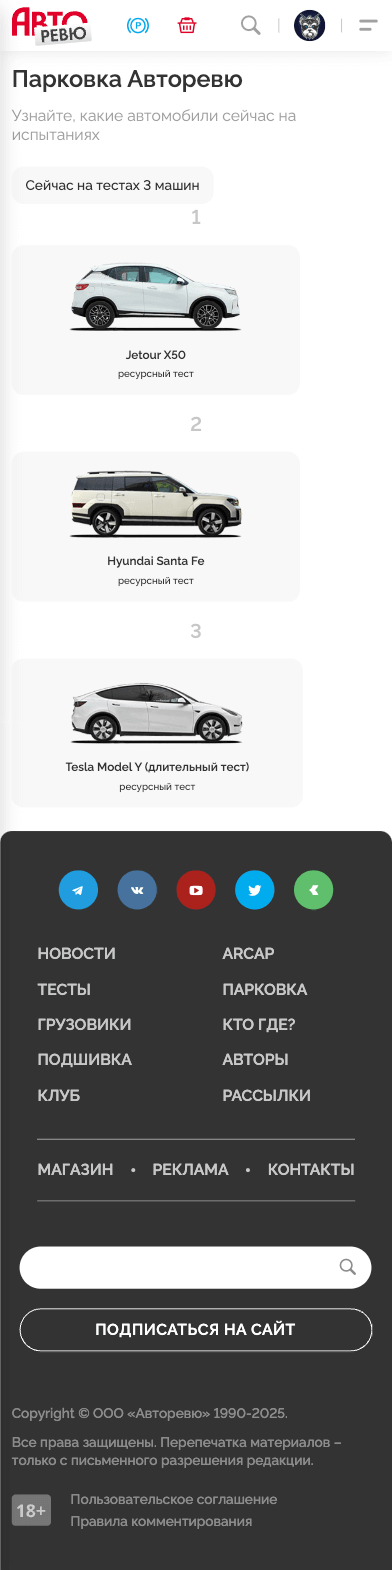 АВТО
РЕВЮ
P
Парковка Авторевю
Узнайте, какие автомобили сейчас на
испытаниях
Сейчас на тестах 3 машин
1
Jetour X50
ресурсный тест
2
Hyundai Santa Fe
ресурсный тест
3
Tesla Model Y (длительный тест)
ресурсный тест
НОВОСТИ
ARCAP
ТЕСТЫ
ПАРКОВКА
ГРУЗОВИКИ
КТО ГДЕ?
ПОДШИВКА
АВТОРЫ
КЛУБ
РАССЫЛКИ
МАГАЗИН • РЕКЛАМА • КОНТАКТЫ
ПОДПИСАТЬСЯ НА САЙТ
Copyright © ООО «Авторевю» 1990-2025.
Все права защищены. Перепечатка материалов –
только с письменного разрешения редакции.
18+
Пользовательское соглашение
Правила комментирования